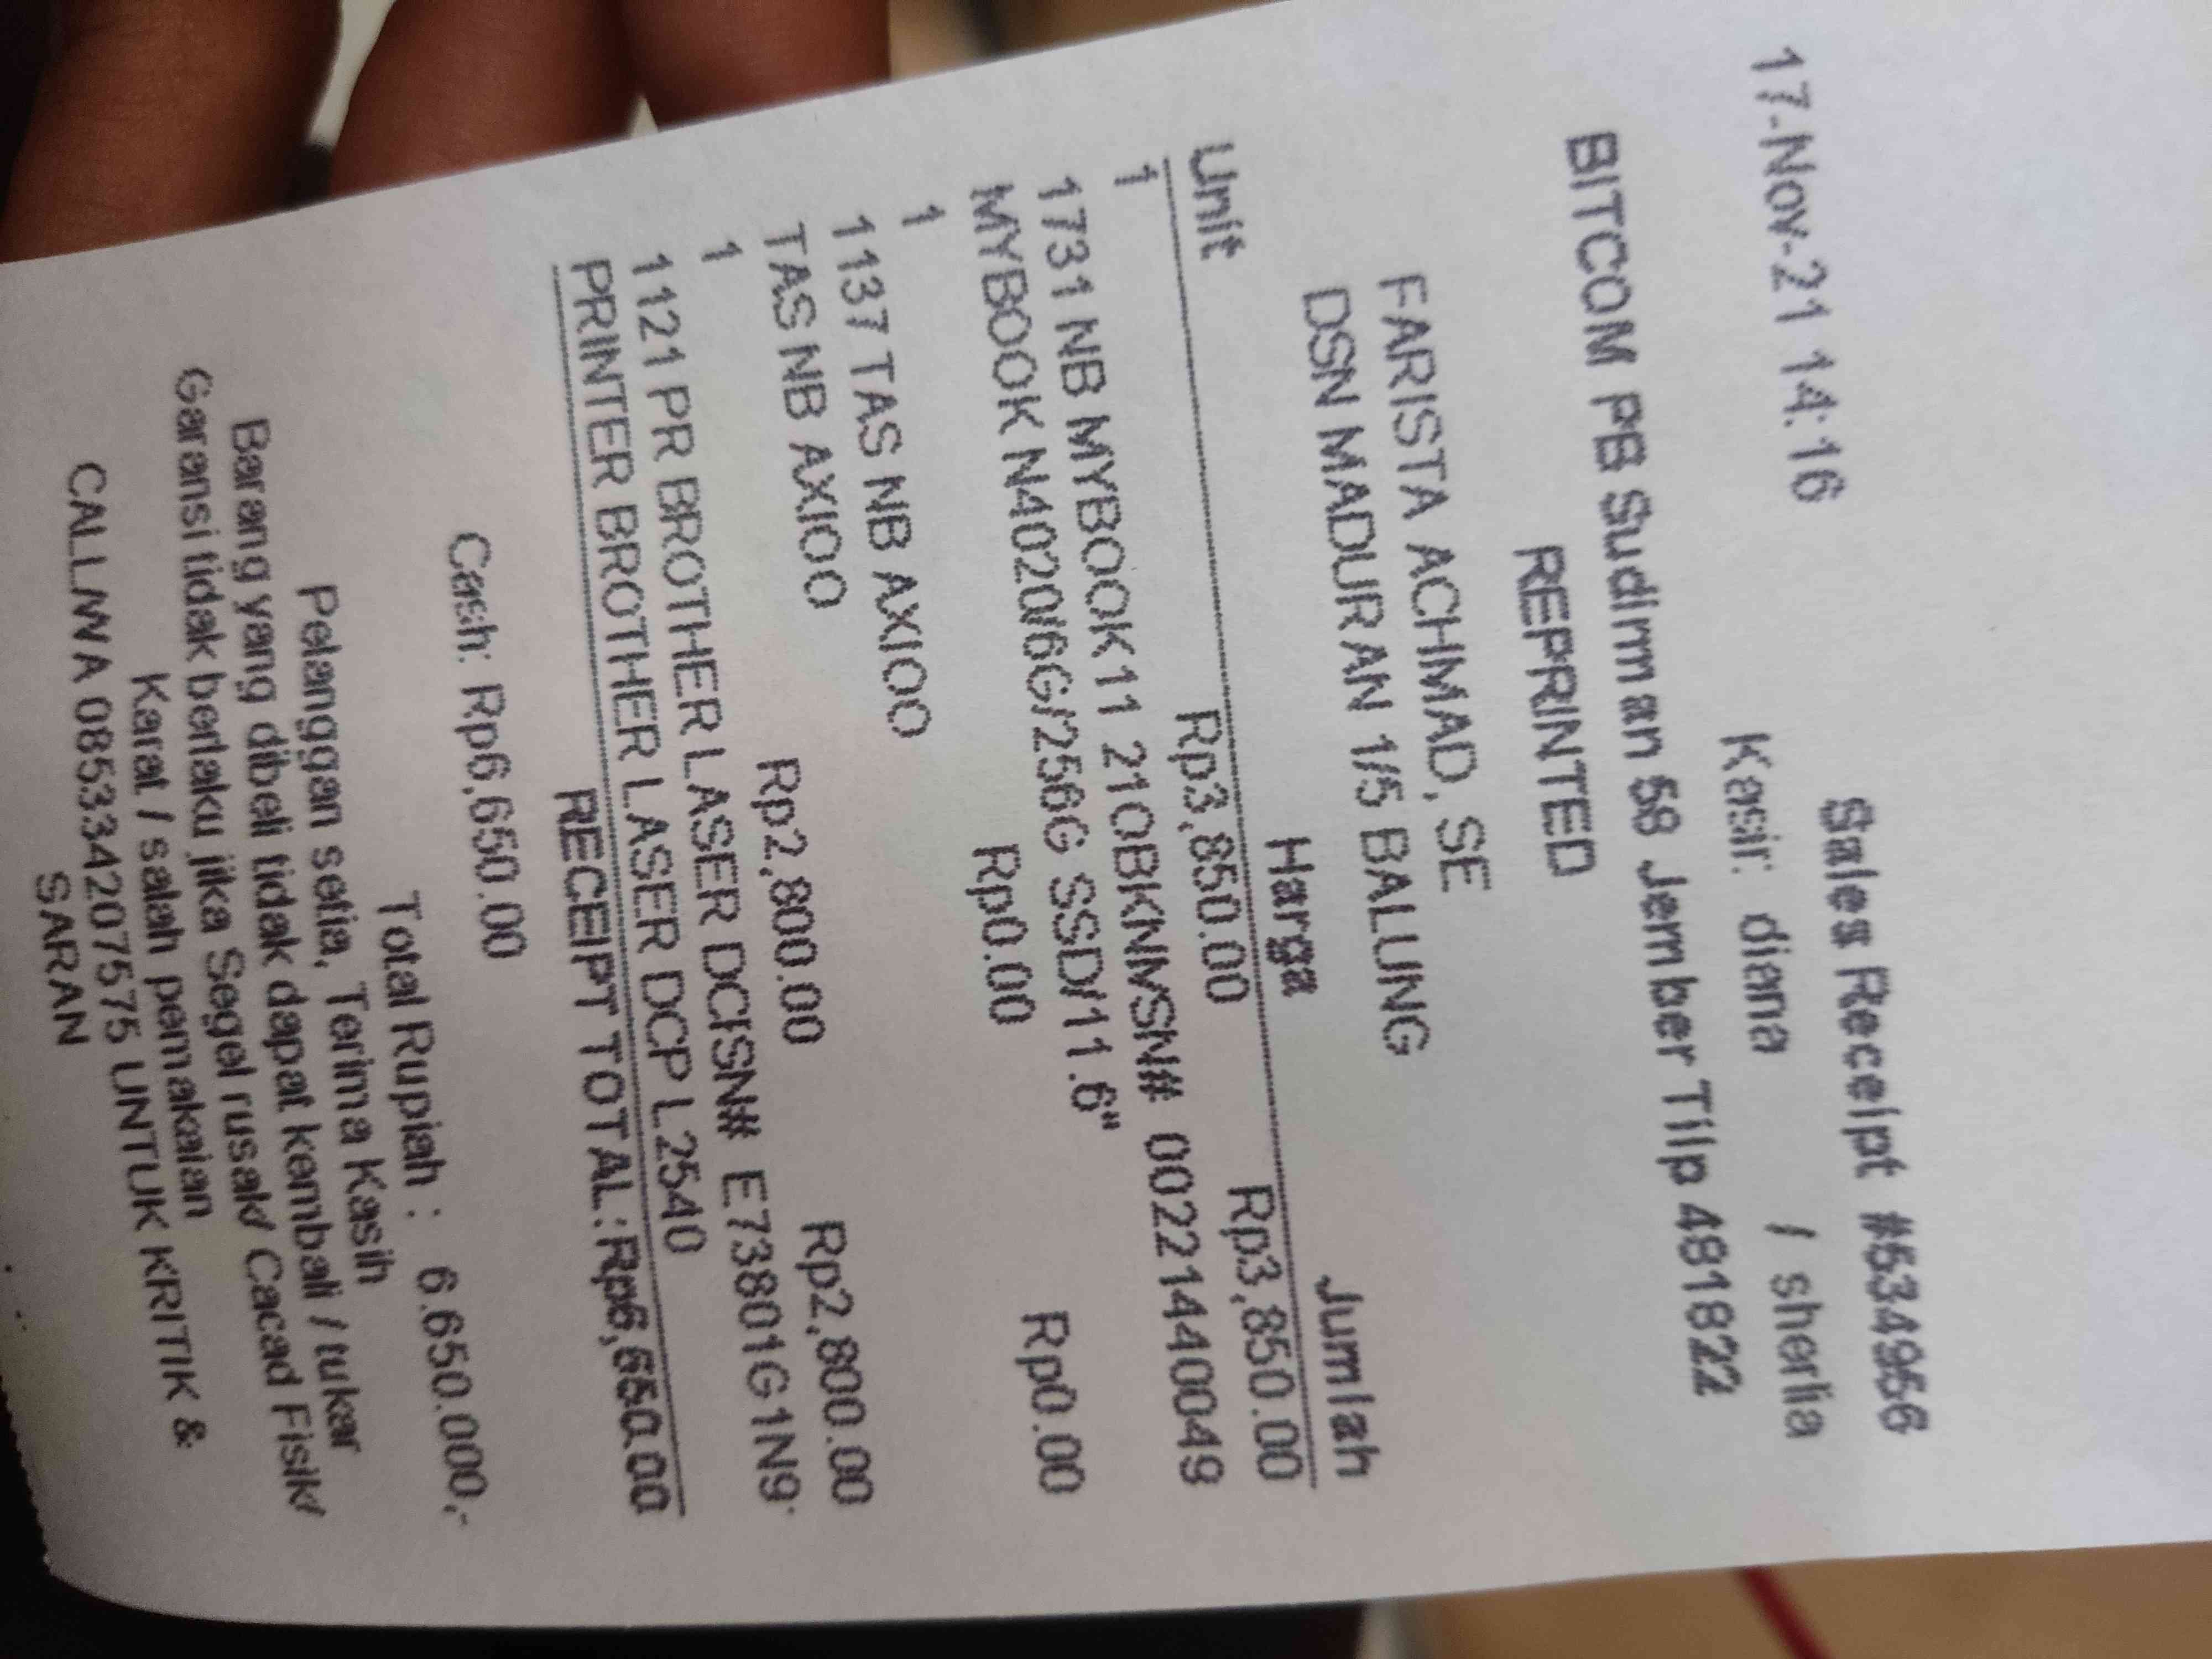 Sales Receipt #534956
17-Nov-21 14:16
Kasir: diana / sherlia
BITCOM PB Sudirman 58 Jember Tilp 481822
REPRINTED
FARISTA ACHMAD, SE
DSN MADURAN 1/5 BALUNG
Unit Harga Jumlah
1 Rp3,850.00 Rp3,850.00
1731 NB MYBOOK11 21OBKNMSN# 00221440049
MYBOOK N4020/6G/256G SSD/11.6"
1 Rp0.00 Rp0.00
1137 TAS NB AXIOO
TAS NB AXIOO
1 Rp2,800.00 Rp2,800.00
1121 PR BROTHER LASER DCFSN# E73801G1N9
PRINTER BROTHER LASER DCP L2540
RECEIPT TOTAL: Rp6,650.00
Cash: Rp6,650.00
Total Rupiah : 6.650.000,-
Pelanggan setia, Terima Kasih
Barang yang dibeli tidak dapat kembali / tukar
Garansi tidak berlaku jika Segel rusak/ Cacad Fisik/
Karat / salah pemakaian
CALL/WA 085334207575 UNTUK KRITIK &
SARAN